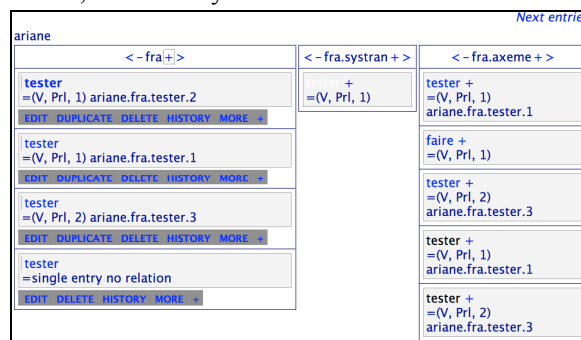 Next entrie
ariane
< - fra + >
tester
=(V, Prl, 1) ariane.fra.tester.2
EDIT DUPLICATE DELETE HISTORY MORE +
tester
=(V, Prl, 1) ariane.fra.tester.1
EDIT DUPLICATE DELETE HISTORY MORE +
tester
=(V, Prl, 2) ariane.fra.tester.3
EDIT DUPLICATE DELETE HISTORY MORE +
tester
=single entry no relation
EDIT DELETE HISTORY MORE +
< - fra.systran + >
tester +
=(V, Prl, 1)
< - fra.axeme + >
tester +
=(V, Prl, 1)
ariane.fra.tester.1
faire +
=(V, Prl, 1)
tester +
=(V, Prl, 2)
ariane.fra.tester.3
tester +
=(V, Prl, 1)
ariane.fra.tester.1
tester +
=(V, Prl, 2)
ariane.fra.tester.3